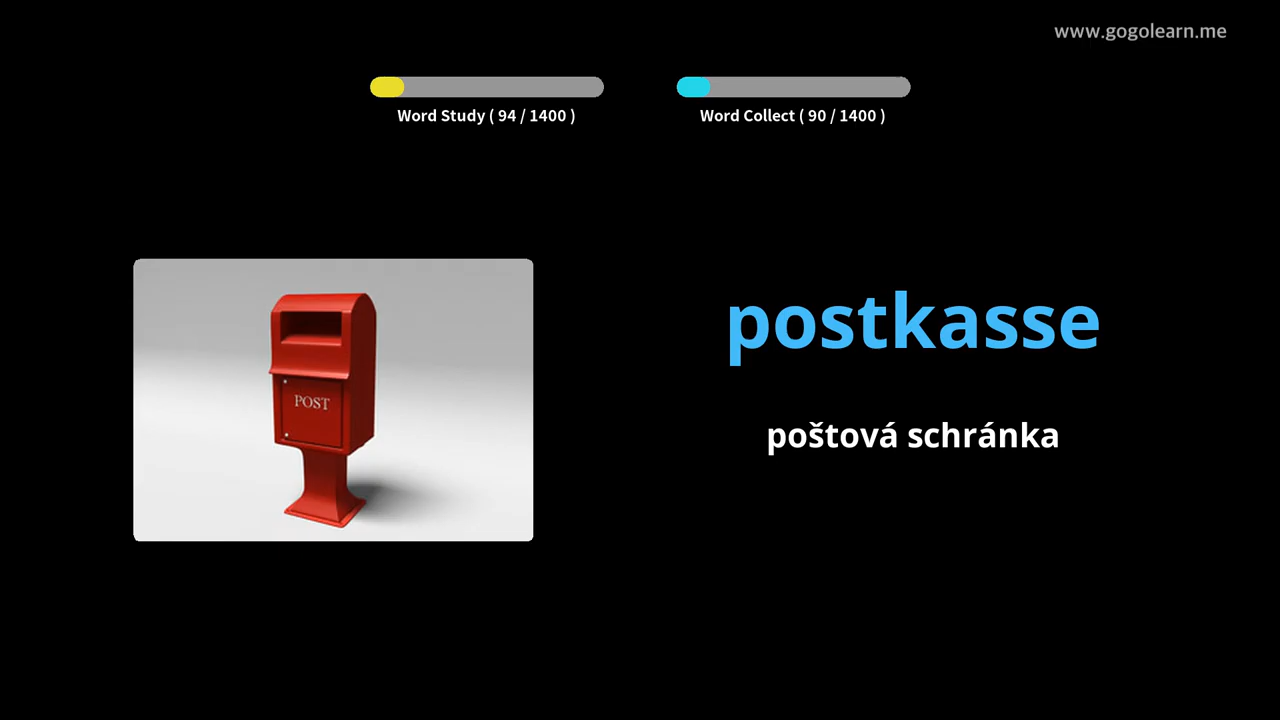 www.gogolearn.me
Word Study ( 94 / 1400 )
Word Collect ( 90 / 1400 )
POST
postkasse
poštová schránka